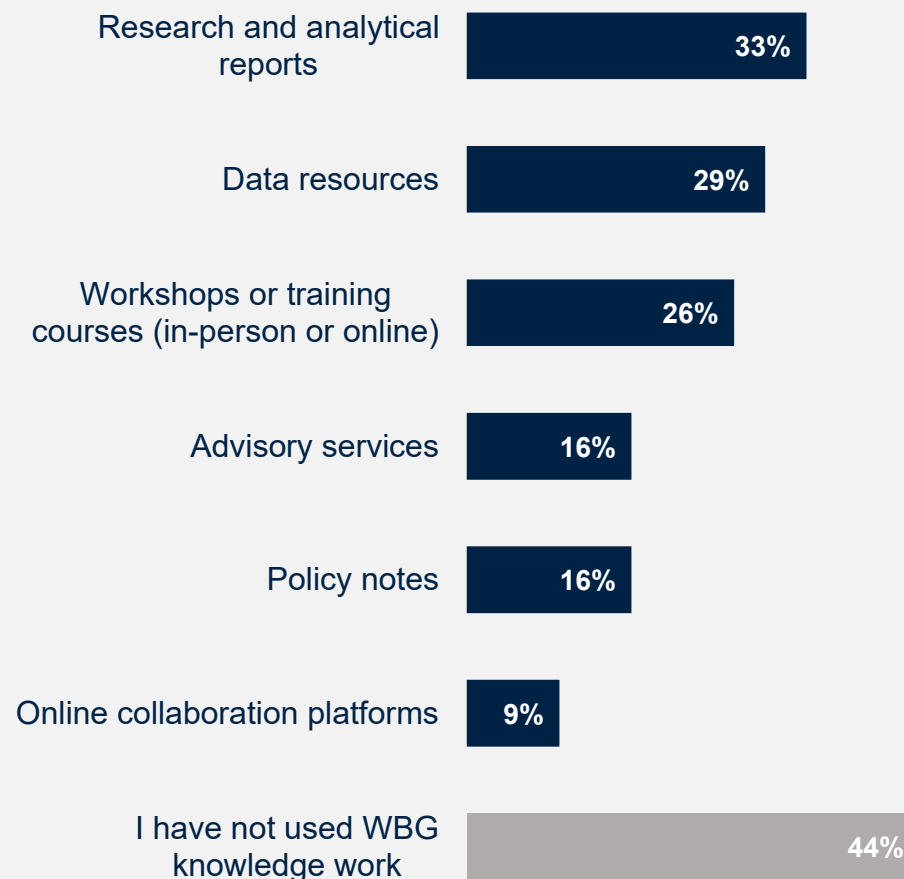 Research and analytical
reports
33%
Data resources
29%
Workshops or training
courses (in-person or online)
26%
Advisory services
16%
Policy notes
16%
Online collaboration platforms
9%
I have not used WBG
knowledge work
44%